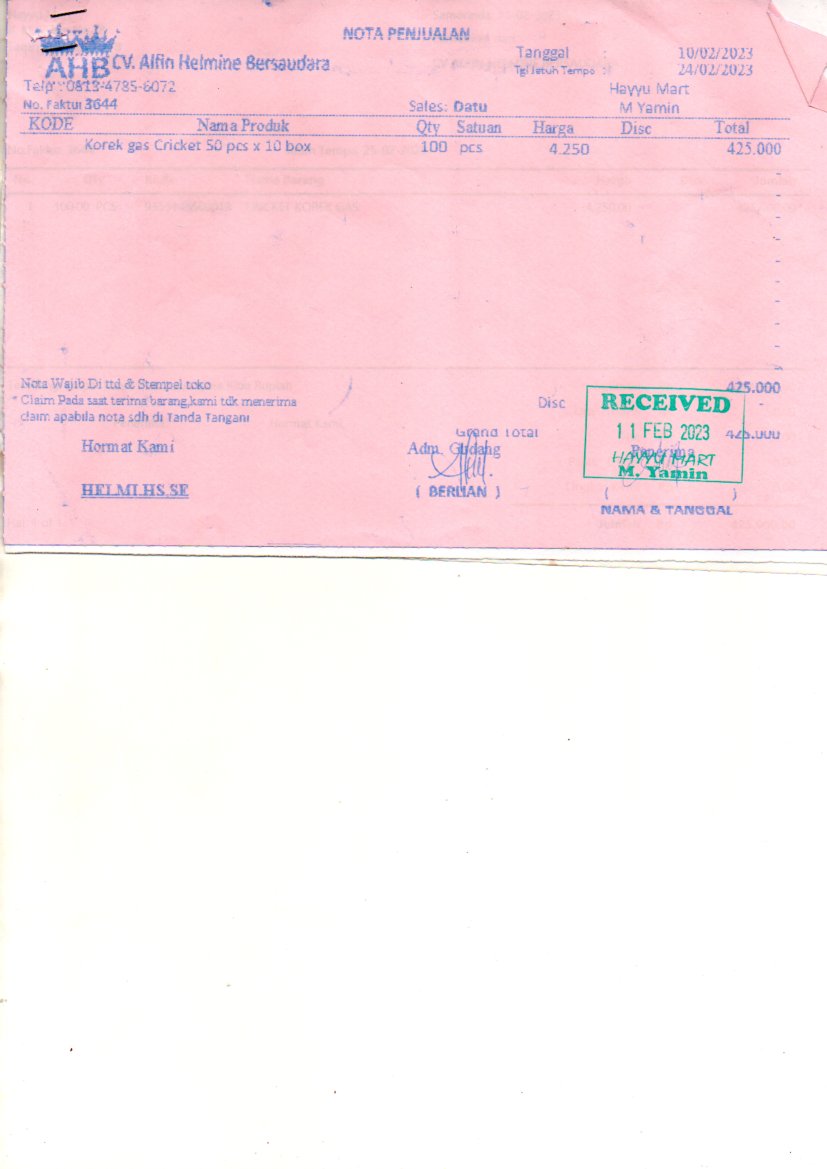 NOTA PENJUALAN
AHB CV. Alfin Helmine Bersaudara
Tanggal : 10/02/2023
Tgl Jatuh Tempo : 24/02/2023
Telp : 0813-4785-6072
Hayyu Mart
No. Faktur 3644 Sales: Datu M Yamin
KODE Nama Produk Qty Satuan Harga Disc Total
Korek gas Cricket 50 pcs x 10 box 100 pcs 4.250 425.000
-
-
-
-
-
-
-
-
Nota Wajib Di ttd & Stempel toko 425.000
* Claim Pada saat terima barang,kami tdk menerima Disc -
claim apabila nota sdh di Tanda Tangani
Grand Total 425.000
RECEIVED
11 FEB 2023
HAYYU MART
M. Yamin
Hormat Kami Adm. Gudang Penerima
HELMI.HS.SE ( BERLIAN ) ( )
NAMA & TANGGAL